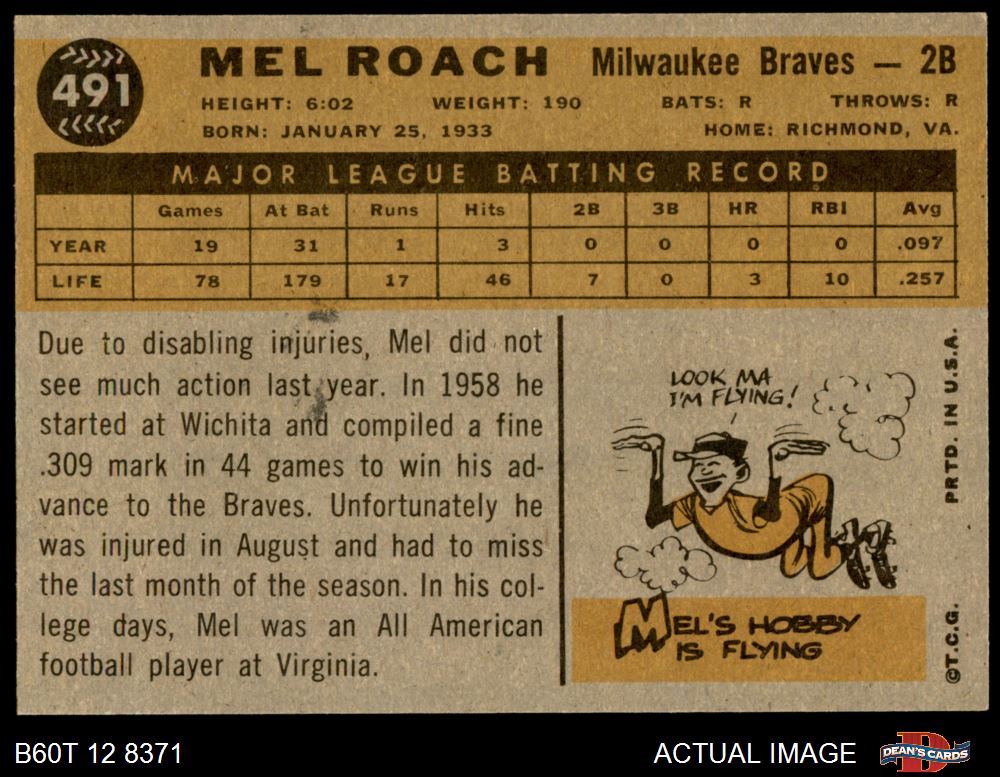 491
MEL ROACH Milwaukee Braves — 2B
HEIGHT: 6:02 WEIGHT: 190 BATS: R THROWS: R
BORN: JANUARY 25, 1933 HOME: RICHMOND, VA.
MAJOR LEAGUE BATTING RECORD
Games At Bat Runs Hits 2B 3B HR RBI Avg
YEAR 19 31 1 3 0 0 0 0 .097
LIFE 78 179 17 46 7 0 3 10 .257
Due to disabling injuries, Mel did not
see much action last year. In 1958 he
started at Wichita and compiled a fine
.309 mark in 44 games to win his ad-
vance to the Braves. Unfortunately he
was injured in August and had to miss
the last month of the season. In his col-
lege days, Mel was an All American
football player at Virginia.
LOOK MA
I'M FLYING!
MEL'S HOBBY
IS FLYING
©T.C.G. PRTD. IN U.S.A.
B60T 12 8371
ACTUAL IMAGE
D
DEAN'S CARDS